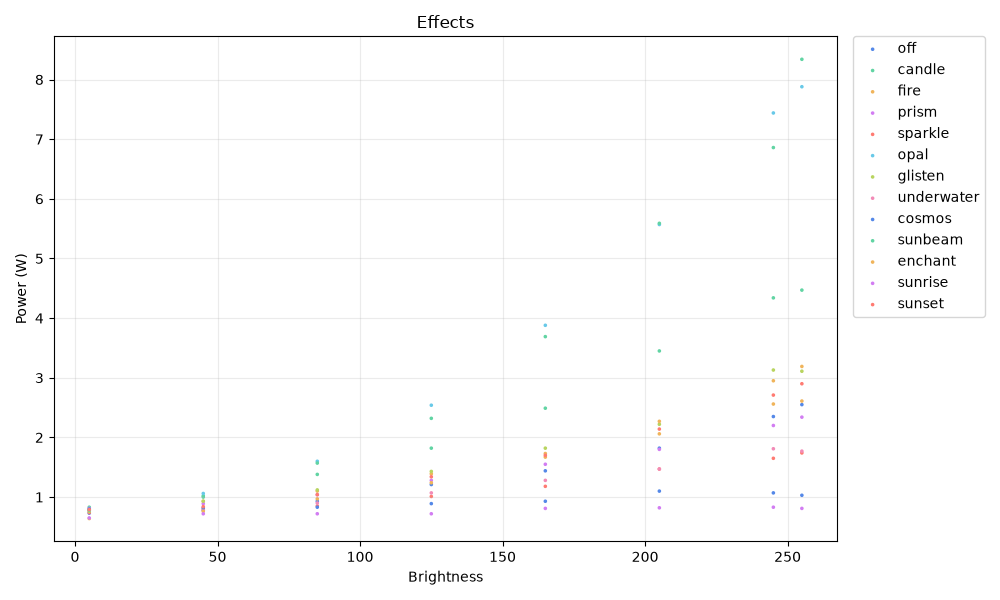 Effects
Power (W)
8
7
6
5
4
3
2
1
0
50
100
150
200
250
Brightness
off
candle
fire
prism
sparkle
opal
glisten
underwater
cosmos
sunbeam
enchant
sunrise
sunset